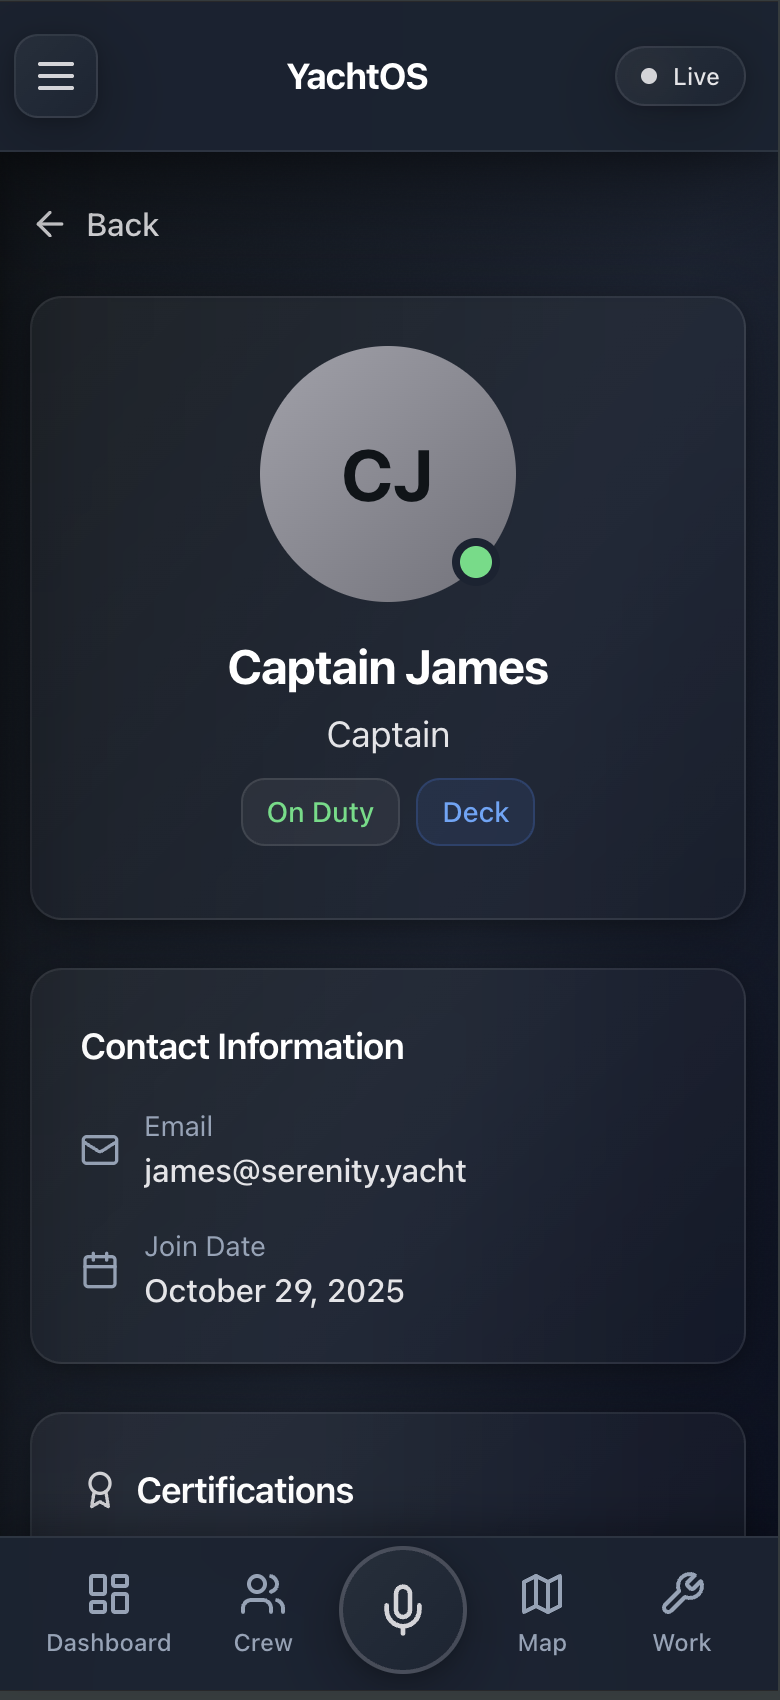 YachtOS
Live
Back
CJ
Captain James
Captain
On Duty
Deck
Contact Information
Email
james@serenity.yacht
Join Date
October 29, 2025
Certifications
Dashboard
Crew
Map
Work